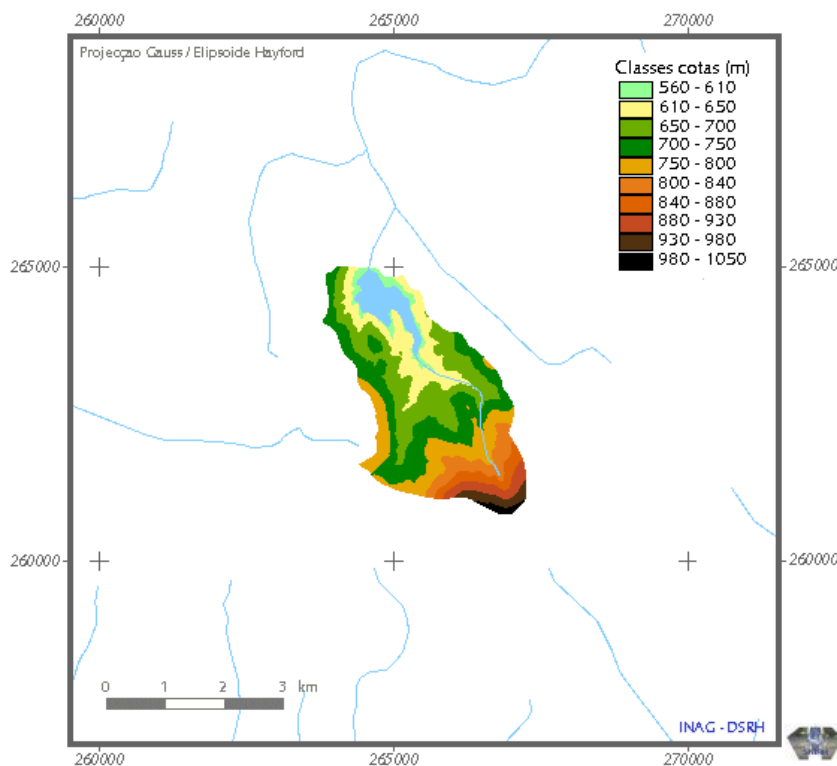 260000 265000 270000
Projecçao Gauss / Elipsoide Hayford
Classes cotas (m)
560 - 610
610 - 650
650 - 700
700 - 750
750 - 800
800 - 840
840 - 880
880 - 930
930 - 980
980 - 1050
265000 265000
260000 260000
0 1 2 3 km
INAG - DSRH
260000 265000 270000